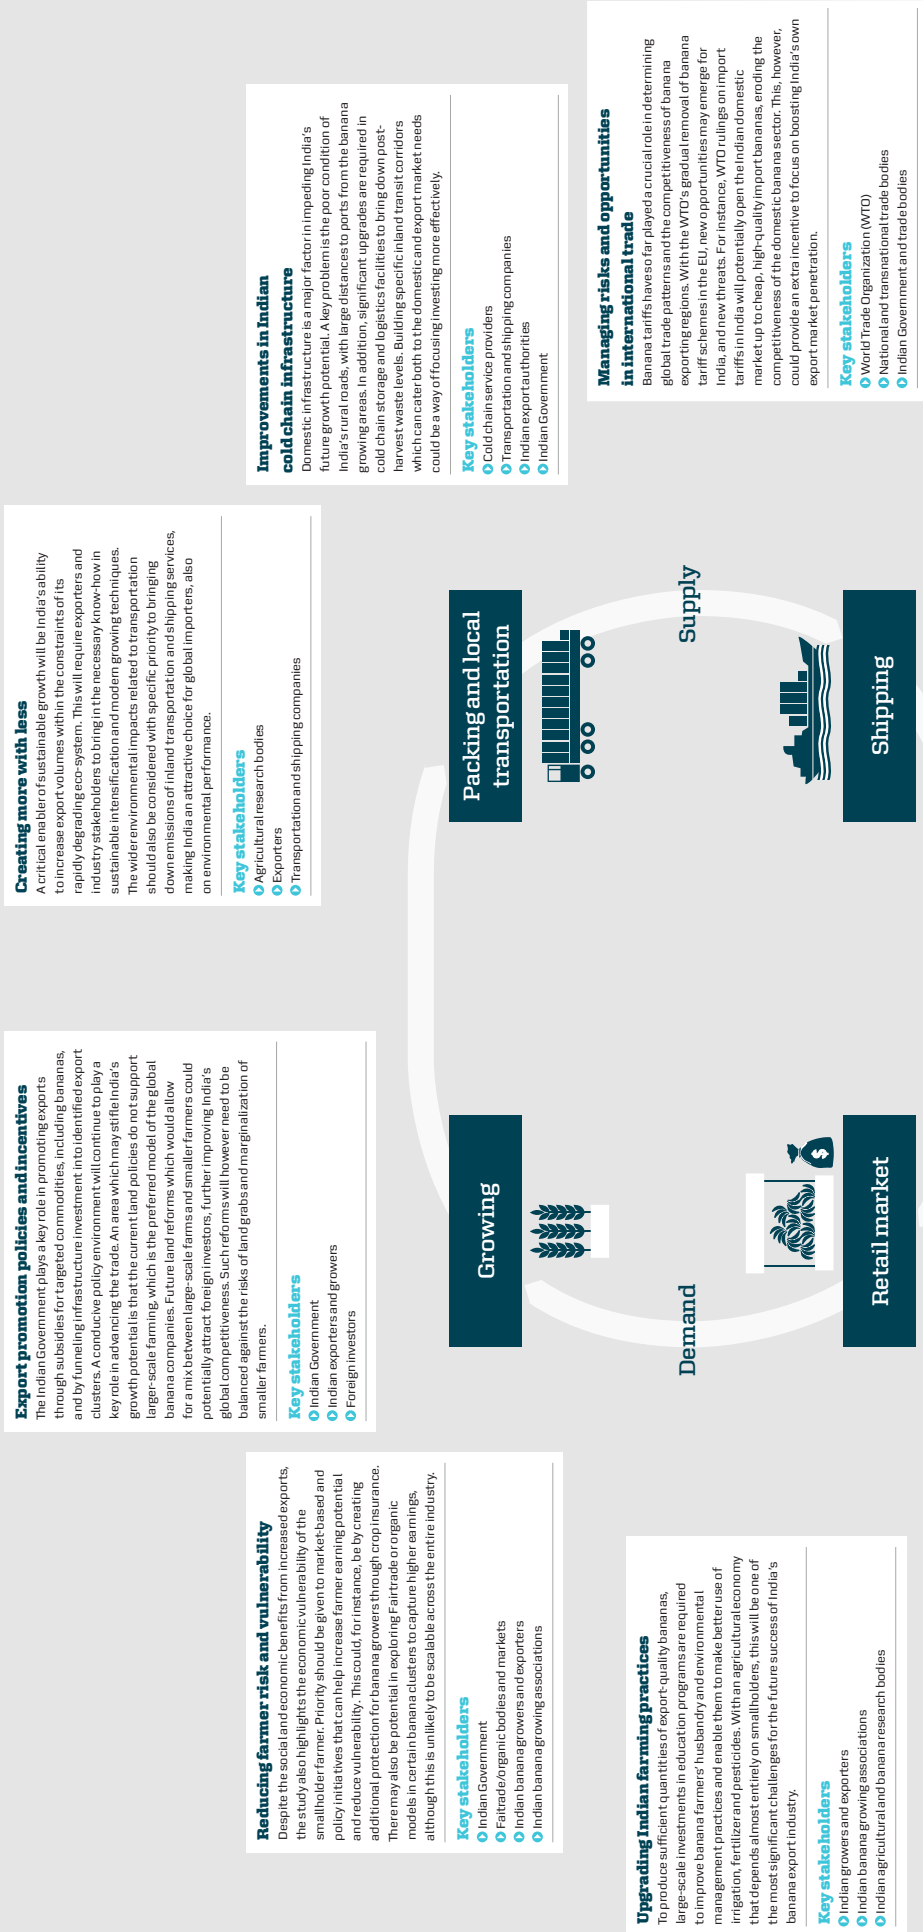 Upgrading Indian farming practices
To produce sufficient quantities of export-quality bananas,
large-scale investments in education programs are required
to improve banana farmers' husbandry and environmental
management practices and enable them to make better use of
irrigation, fertilizer and pesticides. With an agricultural economy
that depends almost entirely on smallholders, this will be one of
the most significant challenges for the future success of India's
banana export industry.
Key stakeholders
Indian growers and exporters
Indian banana growing associations
Indian agricultural and banana research bodies
Reducing farmer risk and vulnerability
Despite the social and economic benefits from increased exports,
the study also highlights the economic vulnerability of the
smallholder farmer. Priority should be given to market-based and
policy initiatives that can help increase farmer earning potential
and reduce vulnerability. This could, for instance, be by creating
additional protection for banana growers through crop insurance.
There may also be potential in exploring Fairtrade or organic
models in certain banana clusters to capture higher earnings,
although this is unlikely to be scalable across the entire industry.
Key stakeholders
Indian Government
Faitrade/organic bodies and markets
Indian banana growers and exporters
Indian banana growing associations
Export promotion policies and incentives
The Indian Government plays a key role in promoting exports
through subsidies for targeted commodities, including bananas,
and by funneling infrastructure investment into identified export
clusters. A conducive policy environment will continue to play a
key role in advancing the trade. An area which may stifle India's
growth potential is that the current land policies do not support
larger-scale farming, which is the preferred model of the global
banana companies. Future land reforms which would allow
for a mix between large-scale farms and smaller farmers could
potentially attract foreign investors, further improving India's
global competitiveness. Such reforms will however need to be
balanced against the risks of land grabs and marginalization of
smaller farmers.
Key stakeholders
Indian Government
Indian exporters and growers
Foreign investors
Creating more with less
A critical enabler of sustainable growth will be India's ability
to increase export volumes within the constraints of its
rapidly degrading eco-system. This will require exporters and
industry stakeholders to bring in the necessary know-how in
sustainable intensification and modern growing techniques.
The wider environmental impacts related to transportation
should also be considered with specific priority to bringing
down emissions of inland transportation and shipping services,
making India an attractive choice for global importers, also
on environmental performance.
Key stakeholders
Agricultural research bodies
Exporters
Transportation and shipping companies
Improvements in Indian
cold chain infrastructure
Domestic infrastructure is a major factor in impeding India's
future growth potential. A key problem is the poor condition of
India's rural roads, with large distances to ports from the banana
growing areas. In addition, significant upgrades are required in
cold chain storage and logistics facilities to bring down post-
harvest waste levels. Building specific inland transit corridors
which can cater both to the domestic and export market needs
could be a way of focusing investing more effectively.
Key stakeholders
Cold chain service providers
Transportation and shipping companies
Indian export authorities
Indian Government
Managing risks and opportunities
in international trade
Banana tariffs have so far played a crucial role in determining
global trade patterns and the competitiveness of banana
exporting regions. With the WTO's gradual removal of banana
tariff schemes in the EU, new opportunities may emerge for
India, and new threats. For instance, WTO rulings on import
tariffs in India will potentially open the Indian domestic
market up to cheap, high-quality import bananas, eroding the
competitiveness of the domestic banana sector. This, however,
could provide an extra incentive to focus on boosting India's own
export market penetration.
Key stakeholders
World Trade Organization (WTO)
National and transnational trade bodies
Indian Government and trade bodies
Growing
Packing and local
transportation
Demand
Supply
$
Retail market
Shipping